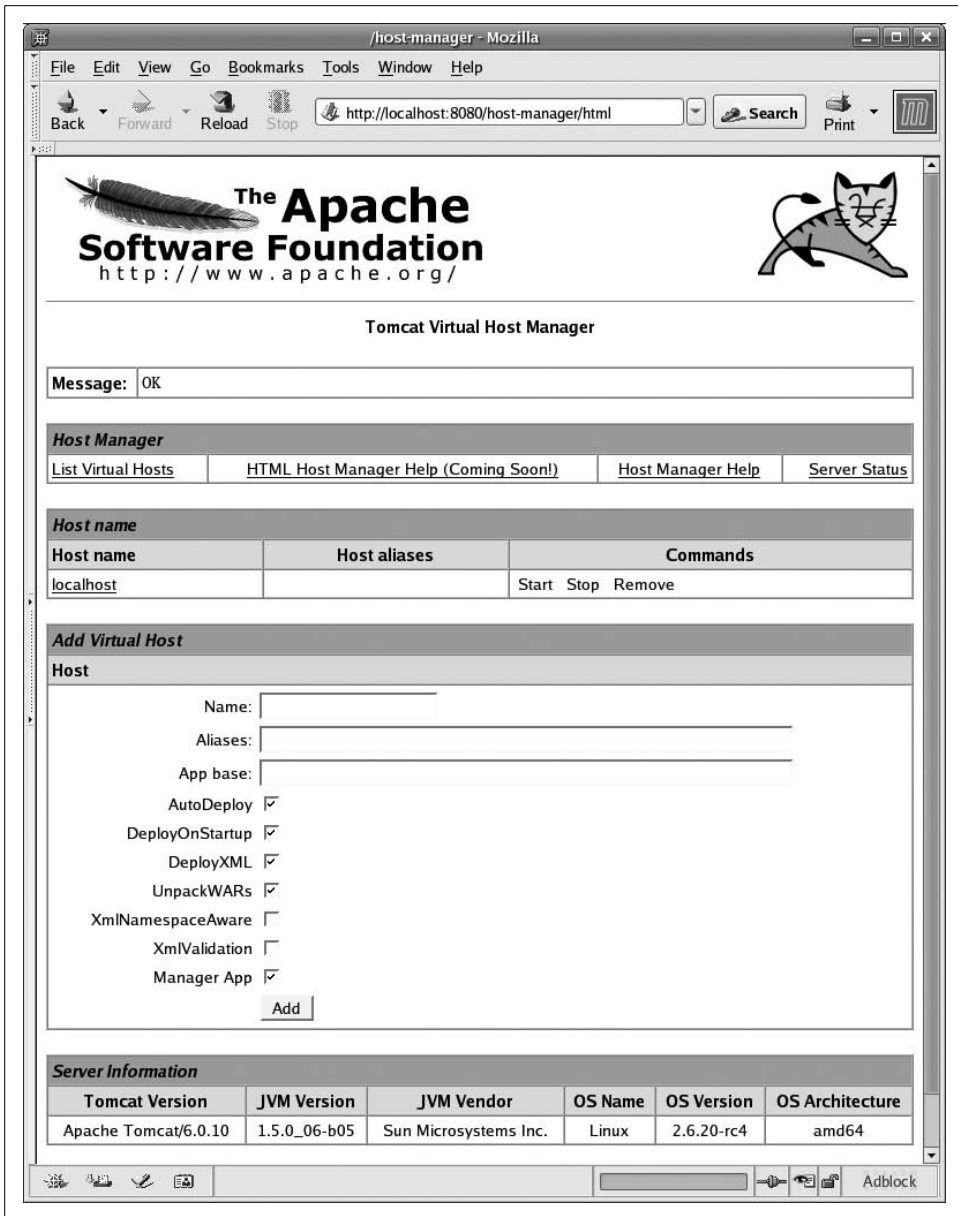 /host-manager - Mozilla
File Edit View Go Bookmarks Tools Window Help
Back Forward Reload Stop http://localhost:8080/host-manager/html Search Print
The Apache
Software Foundation
http://www.apache.org/
Tomcat Virtual Host Manager
Message: OK
Host Manager
List Virtual Hosts HTML Host Manager Help (Coming Soon!) Host Manager Help Server Status
Host name
Host name Host aliases Commands
localhost Start Stop Remove
Add Virtual Host
Host
Name:
Aliases:
App base:
AutoDeploy
DeployOnStartup
DeployXML
UnpackWARs
XmlNamespaceAware
XmlValidation
Manager App
Add
Server Information
Tomcat Version JVM Version JVM Vendor OS Name OS Version OS Architecture
Apache Tomcat/6.0.10 1.5.0_06-b05 Sun Microsystems Inc. Linux 2.6.20-rc4 amd64
Adblock